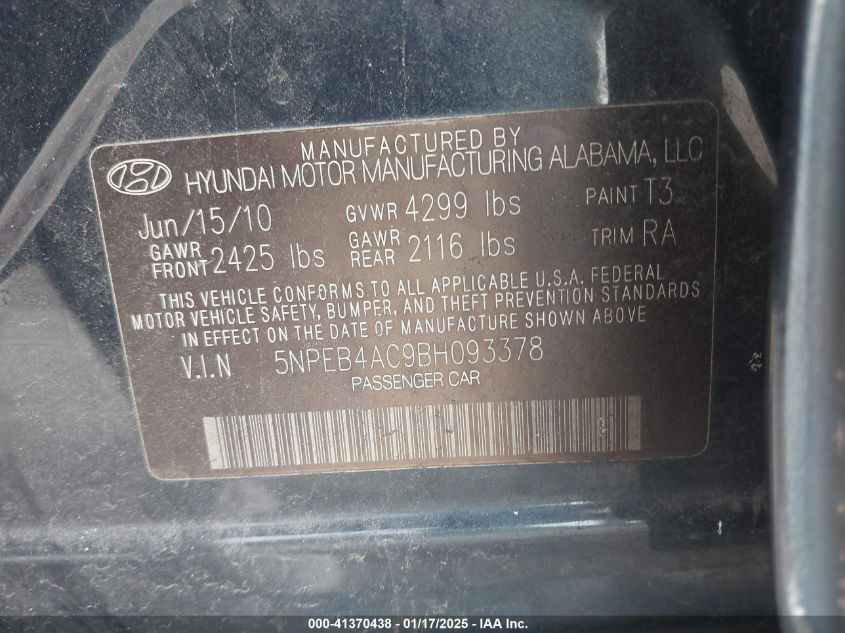 MANUFACTURED BY
HYUNDAI MOTOR MANUFACTURING ALABAMA, LLC
Jun/15/10 GVWR 4299 lbs PAINT T3
GAWR FRONT 2425 lbs GAWR REAR 2116 lbs TRIM RA
THIS VEHICLE CONFORMS TO ALL APPLICABLE U.S.A. FEDERAL
MOTOR VEHICLE SAFETY, BUMPER, AND THEFT PREVENTION STANDARDS
IN EFFECT ON THE DATE OF MANUFACTURE SHOWN ABOVE
V.I.N 5NPEB4AC9BH093378
PASSENGER CAR
000-41370438 - 01/17/2025 - IAA Inc.